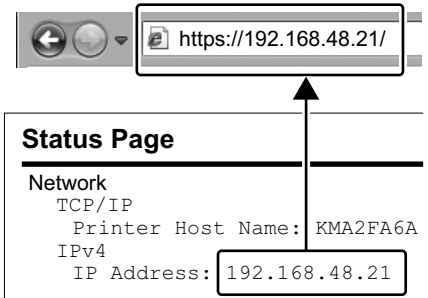 https://192.168.48.21/
Status Page
Network
TCP/IP
Printer Host Name: KMA2FA6A
IPv4
IP Address: 192.168.48.21